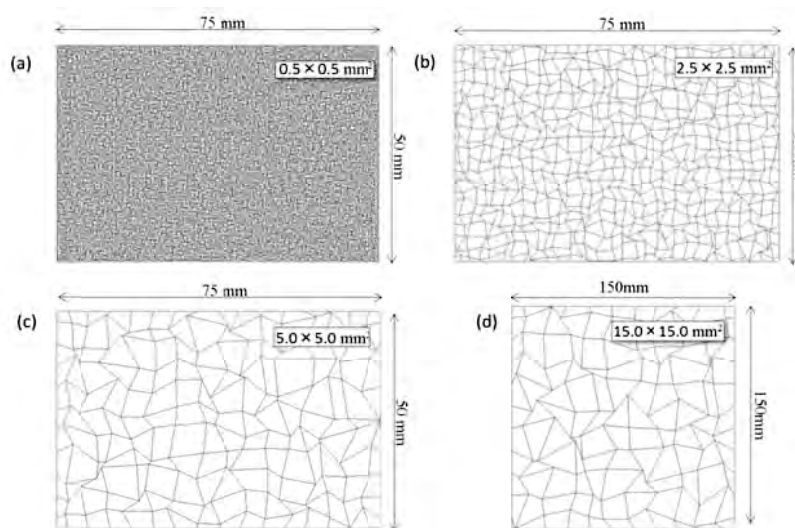 75 mm
(a)
0.5 × 0.5 mm²
50 mm
75 mm
(b)
2.5 × 2.5 mm²
75 mm
(c)
5.0 × 5.0 mm²
50 mm
150mm
(d)
15.0 × 15.0 mm²
150mm